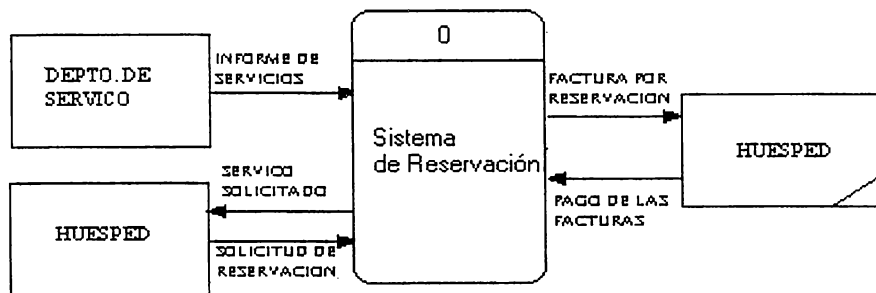 0
DEPTO.DE
SERVICO
INFORME DE
SERVICIOS
Sistema
de Reservación
FACTURA POR
RESERVACION
HUESPED
PAGO DE LAS
FACTURAS
SERVICO
SOLICITADO
HUESPED
SOLICITUD DE
RESERVACION